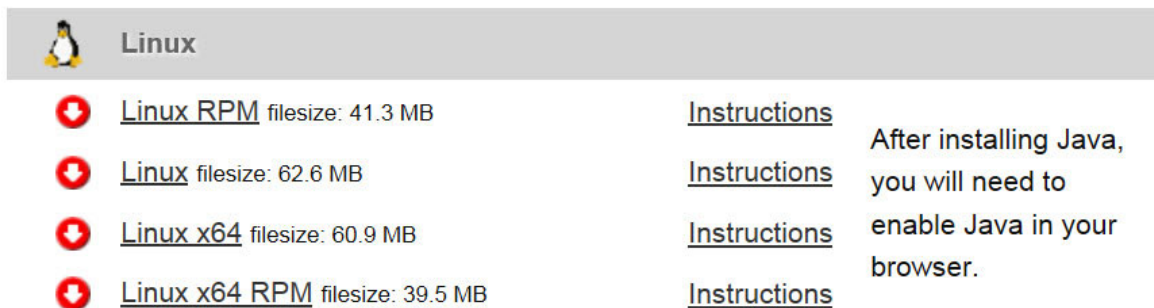 Linux
Linux RPM filesize: 41.3 MB Instructions
Linux filesize: 62.6 MB Instructions
Linux x64 filesize: 60.9 MB Instructions
Linux x64 RPM filesize: 39.5 MB Instructions
After installing Java,
you will need to
enable Java in your
browser.